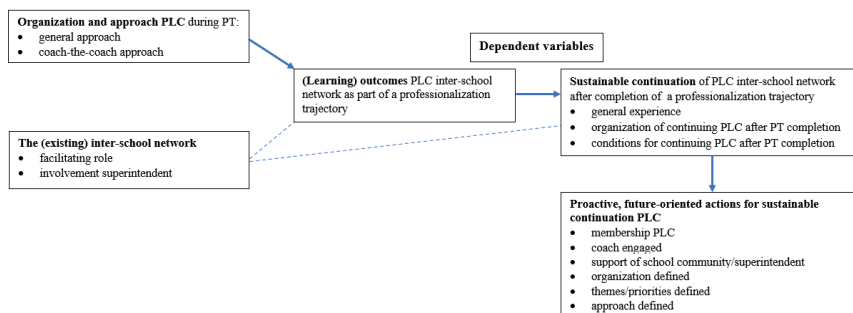 Organization and approach PLC during PT:
• general approach
• coach-the-coach approach
Dependent variables
(Learning) outcomes PLC inter-school
network as part of a professionalization
trajectory
Sustainable continuation of PLC inter-school network
after completion of a professionalization trajectory
• general experience
• organization of continuing PLC after PT completion
• conditions for continuing PLC after PT completion
The (existing) inter-school network
• facilitating role
• involvement superintendent
Proactive, future-oriented actions for sustainable
continuation PLC
• membership PLC
• coach engaged
• support of school community/superintendent
• organization defined
• themes/priorities defined
• approach defined